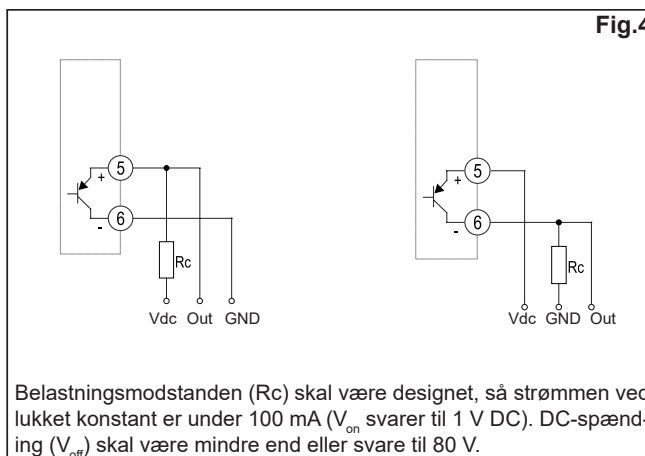 Fig.4
5
+
6
-
Rc
Vdc Out GND
5
+
6
-
Rc
Vdc GND Out
Belastningsmodstanden (Rc) skal være designet, så strømmen ved
lukket konstant er under 100 mA (Von svarer til 1 V DC). DC-spænd-
ing (Voff) skal være mindre end eller svare til 80 V.